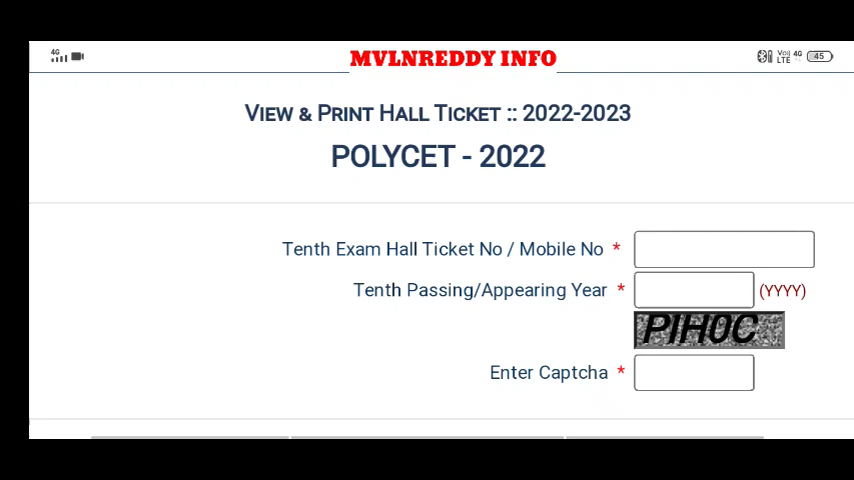 4G
MVLNREDDY INFO
Vo) 4G
LTE
45
VIEW & PRINT HALL TICKET :: 2022-2023
POLYCET - 2022
Tenth Exam Hall Ticket No / Mobile No *
Tenth Passing/Appearing Year * (YYYY)
PIH0C
Enter Captcha *